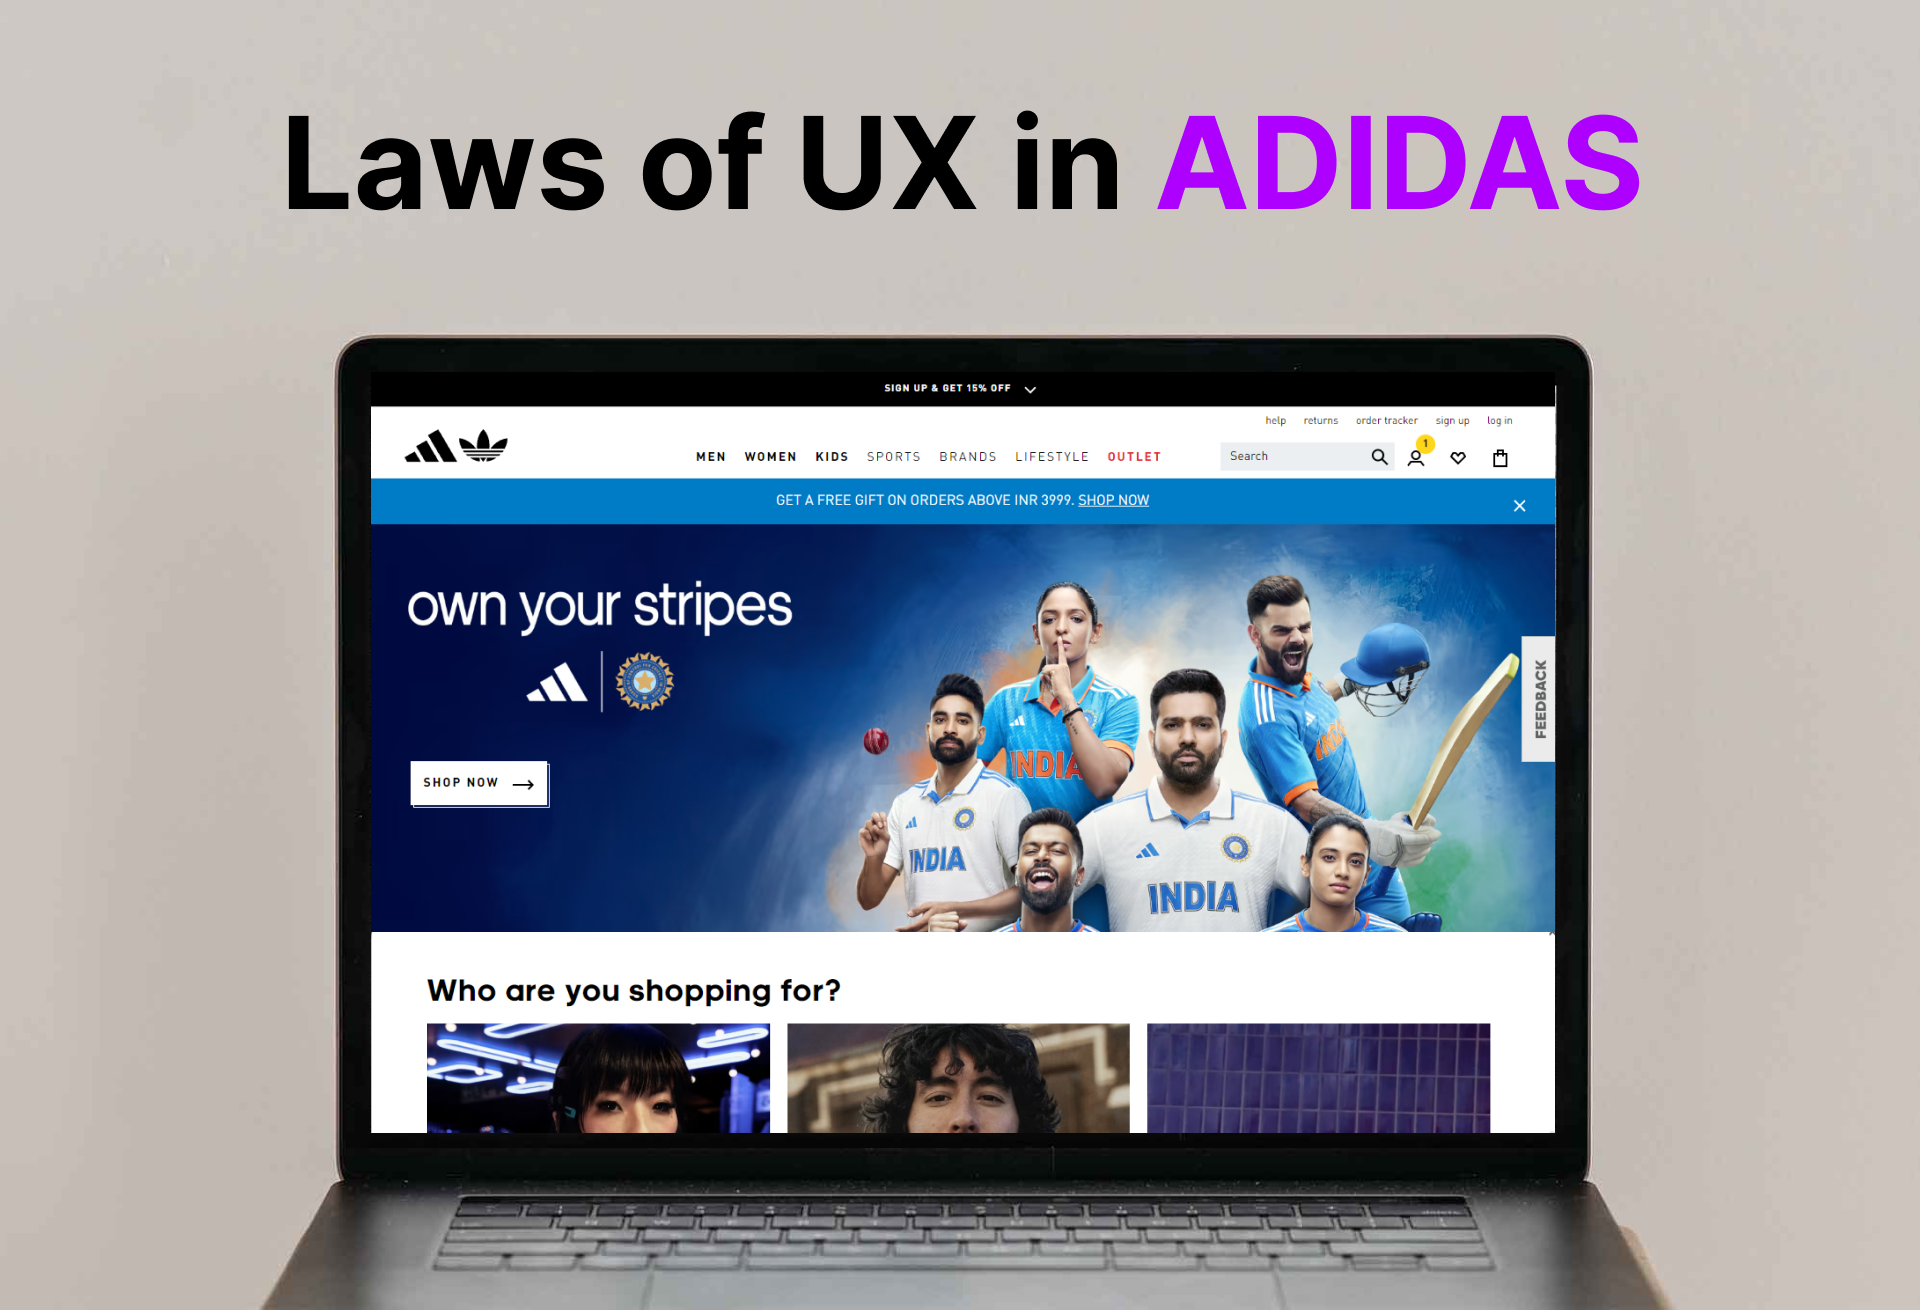 Laws of UX in ADIDAS
SIGN UP & GET 15% OFF
help returns order tracker sign up log in
1
MEN WOMEN KIDS SPORTS BRANDS LIFESTYLE OUTLET
Search
GET A FREE GIFT ON ORDERS ABOVE INR 3999. SHOP NOW
own your stripes
FEEDBACK
INDIA
INDIA
INDIA
SHOP NOW
Who are you shopping for?